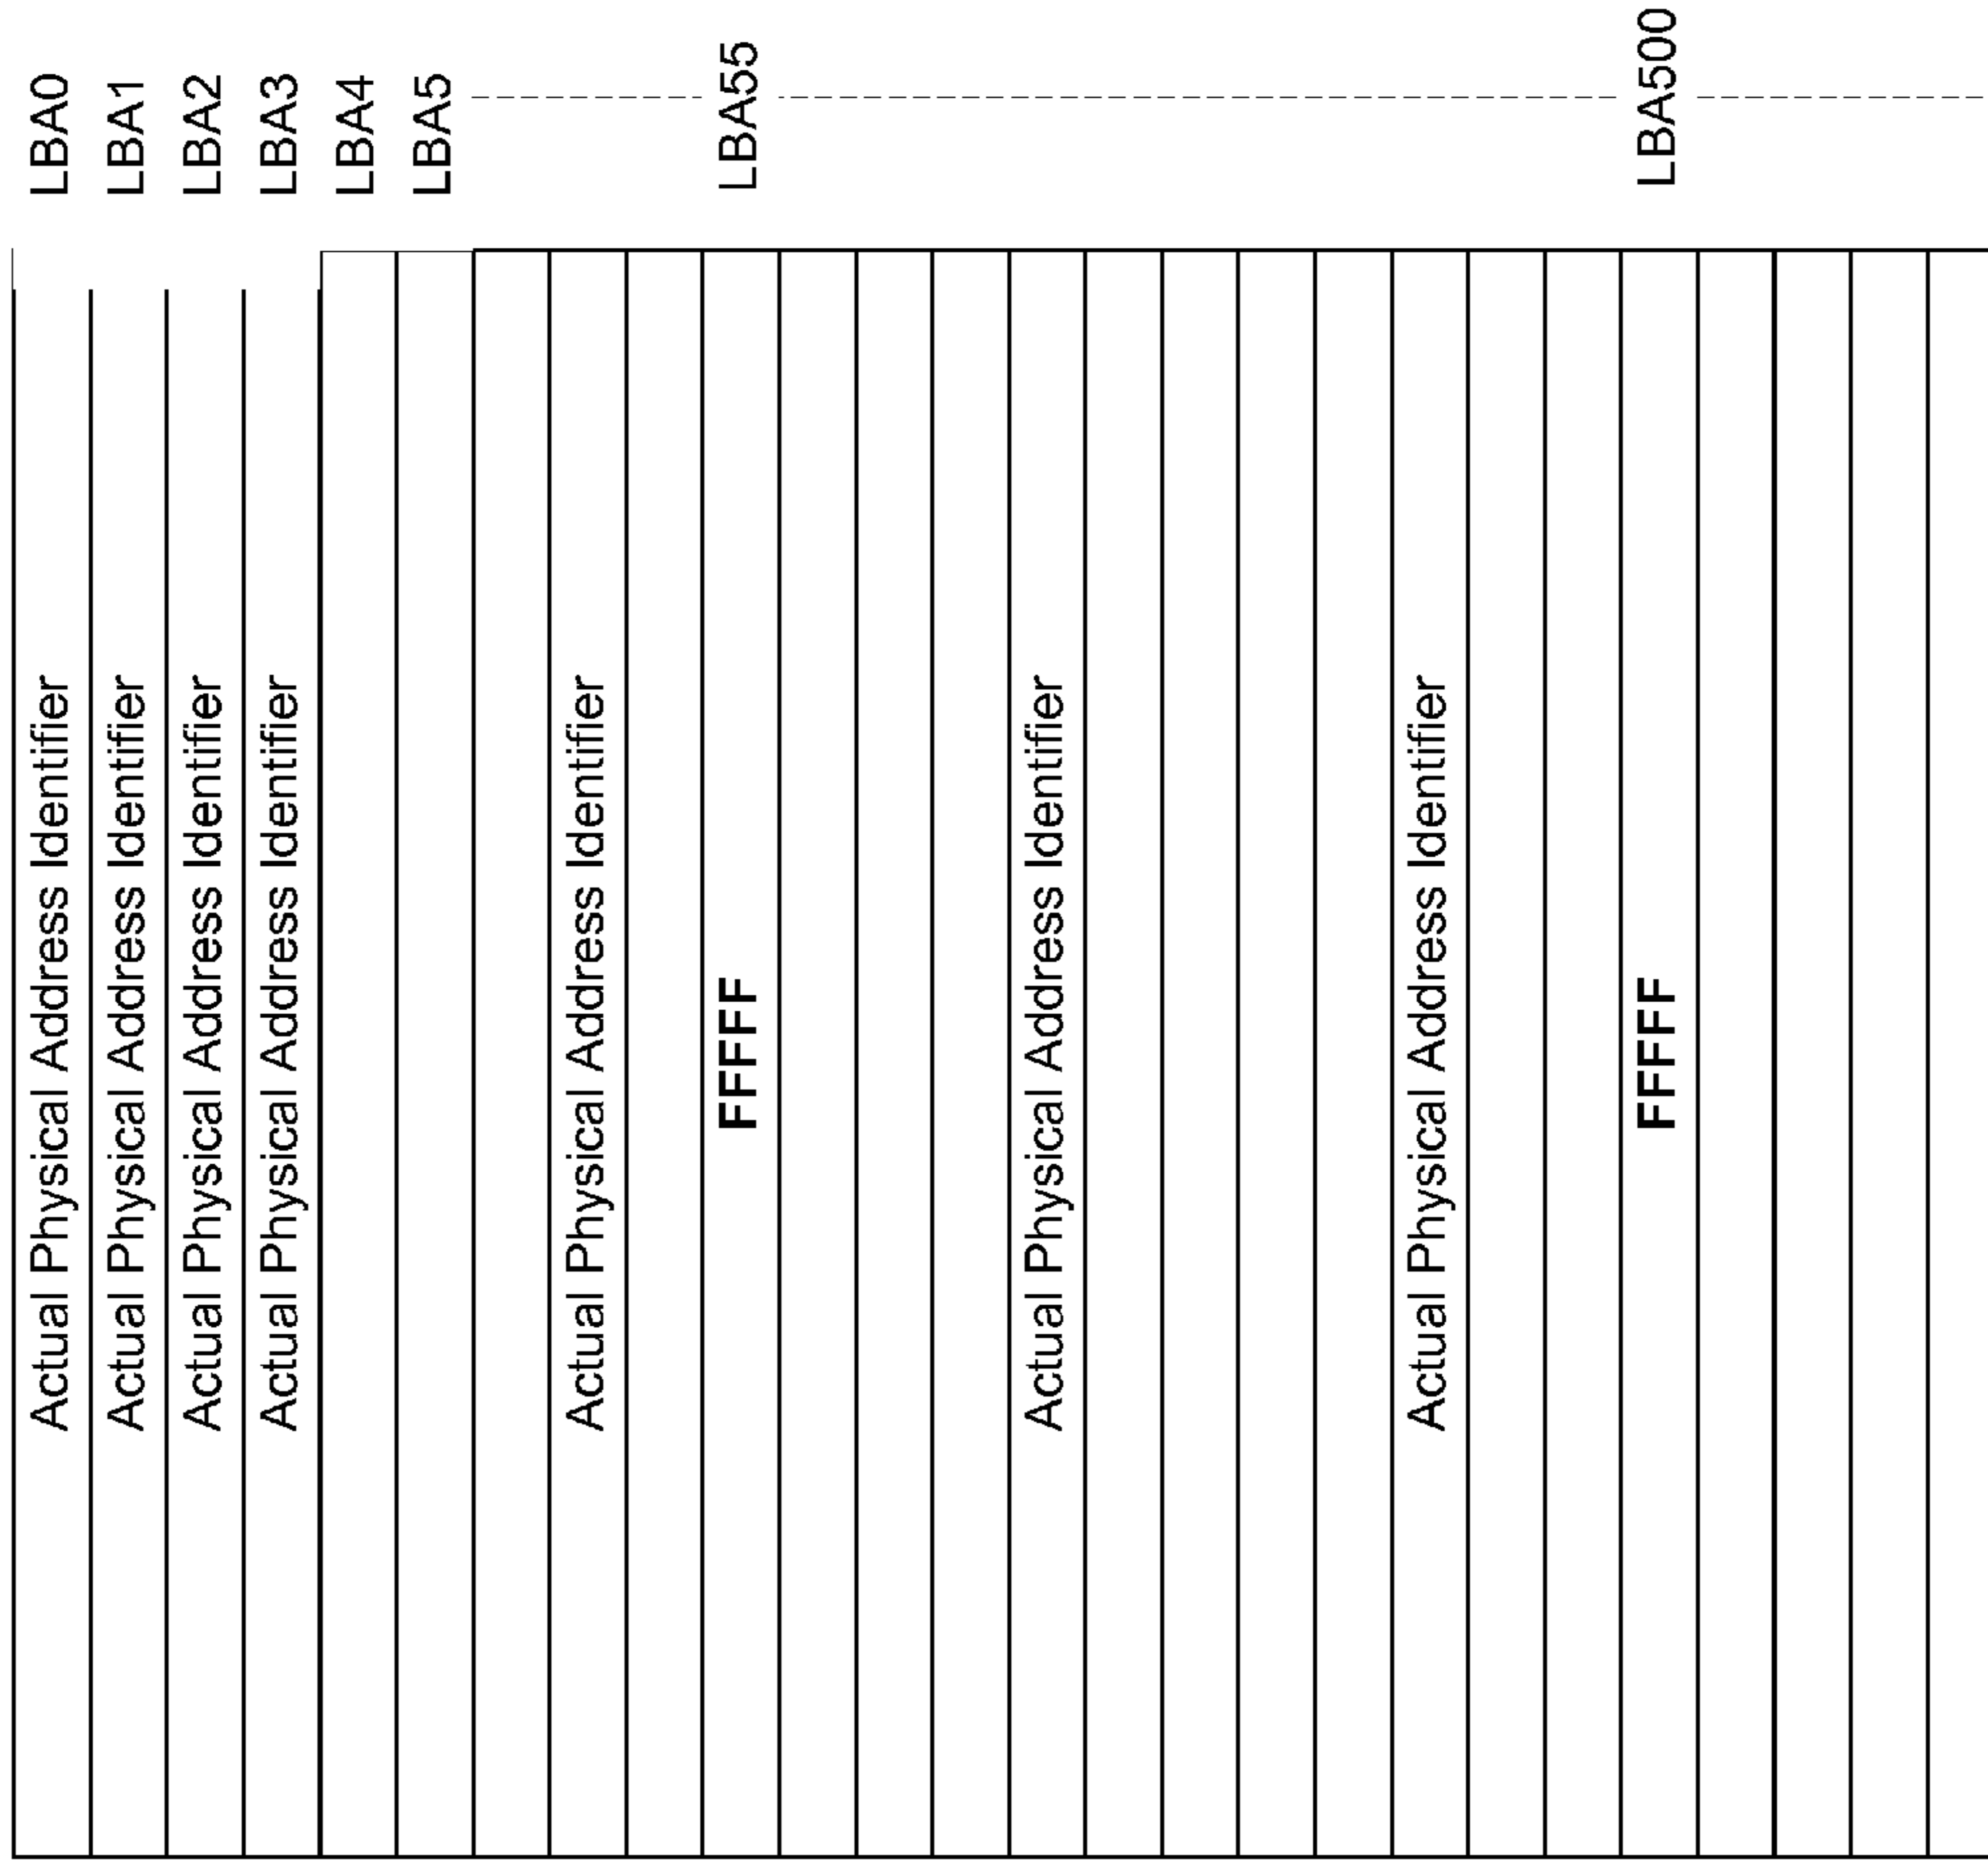 Actual Physical Address Identifier LBA0
Actual Physical Address Identifier LBA1
Actual Physical Address Identifier LBA2
Actual Physical Address Identifier LBA3
LBA4
LBA5
Actual Physical Address Identifier
FFFFF LBA55
Actual Physical Address Identifier
Actual Physical Address Identifier
FFFFF LBA500